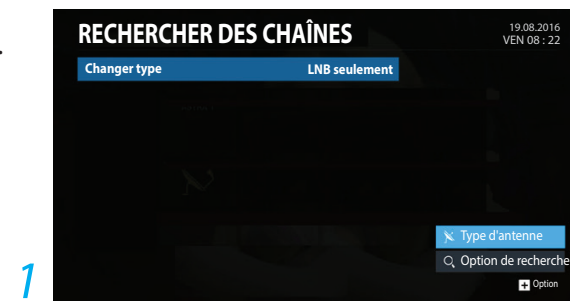 RECHERCHER DES CHAÎNES
19.08.2016
VEN 08 : 22
Changer type LNB seulement
Type d'antenne
Option de recherche
Option
1